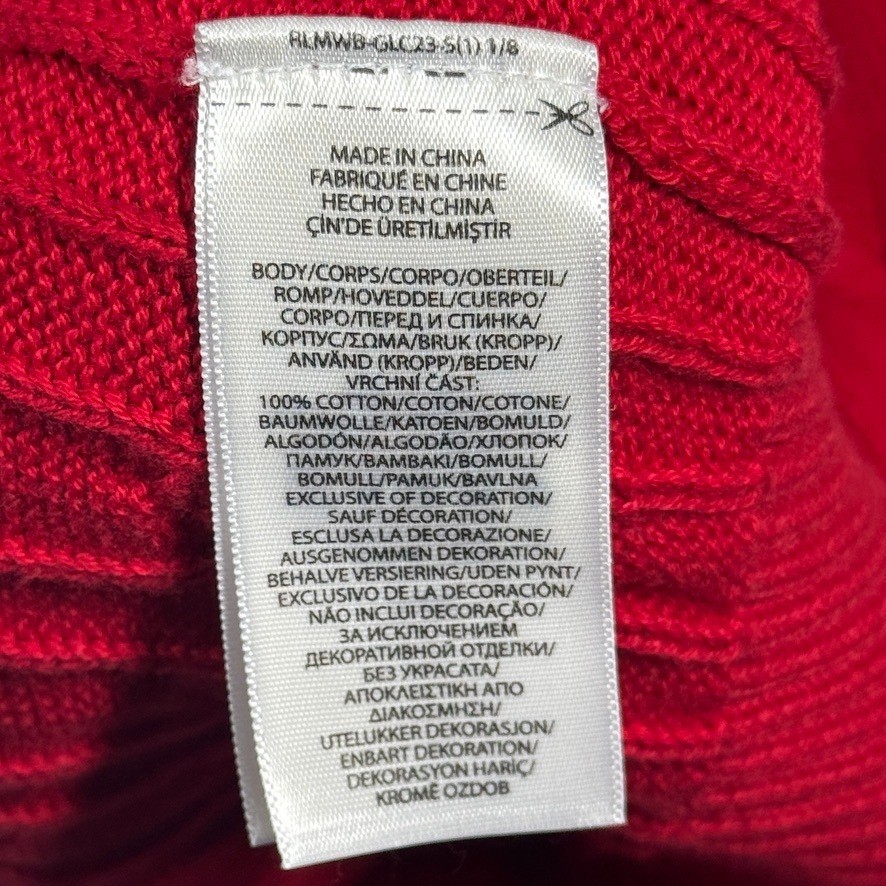 RLMWB-GLC23-S(1) 1/8
MADE IN CHINA
FABRIQUÉ EN CHINE
HECHO EN CHINA
ÇİN'DE ÜRETİLMİŞTİR
BODY/CORPS/CORPO/OBERTEIL/
ROMP/HOVEDDEL/CUERPO/
CORPO/ПЕРЕД И СПИНКА/
КОРПУС/ΣΩΜΑ/BRUK (KROPP)/
ANVÄND (KROPP)/BEDEN/
VRCHNÍ ČÁST:
100% COTTON/COTON/COTONE/
BAUMWOLLE/KATOEN/BOMULD/
ALGODÓN/ALGODÃO/ХЛОПОК/
ПАМУК/ΒΑΜΒΑΚΙ/BOMULL/
BOMULL/PAMUK/BAVLNA
EXCLUSIVE OF DECORATION/
SAUF DÉCORATION/
ESCLUSA LA DECORAZIONE/
AUSGENOMMEN DEKORATION/
BEHALVE VERSIERING/UDEN PYNT/
EXCLUSIVO DE LA DECORACIÓN/
NÃO INCLUI DECORAÇÃO/
ЗА ИСКЛЮЧЕНИЕМ
ДЕКОРАТИВНОЙ ОТДЕЛКИ/
БЕЗ УКРАСАТА/
ΑΠΟΚΛΕΙΣΤΙΚΗ ΑΠΟ
ΔΙΑΚΟΣΜΗΣΗ/
UTELUKKER DEKORASJON/
ENBART DEKORATION/
DEKORASYON HARİÇ/
KROMĚ OZDOB